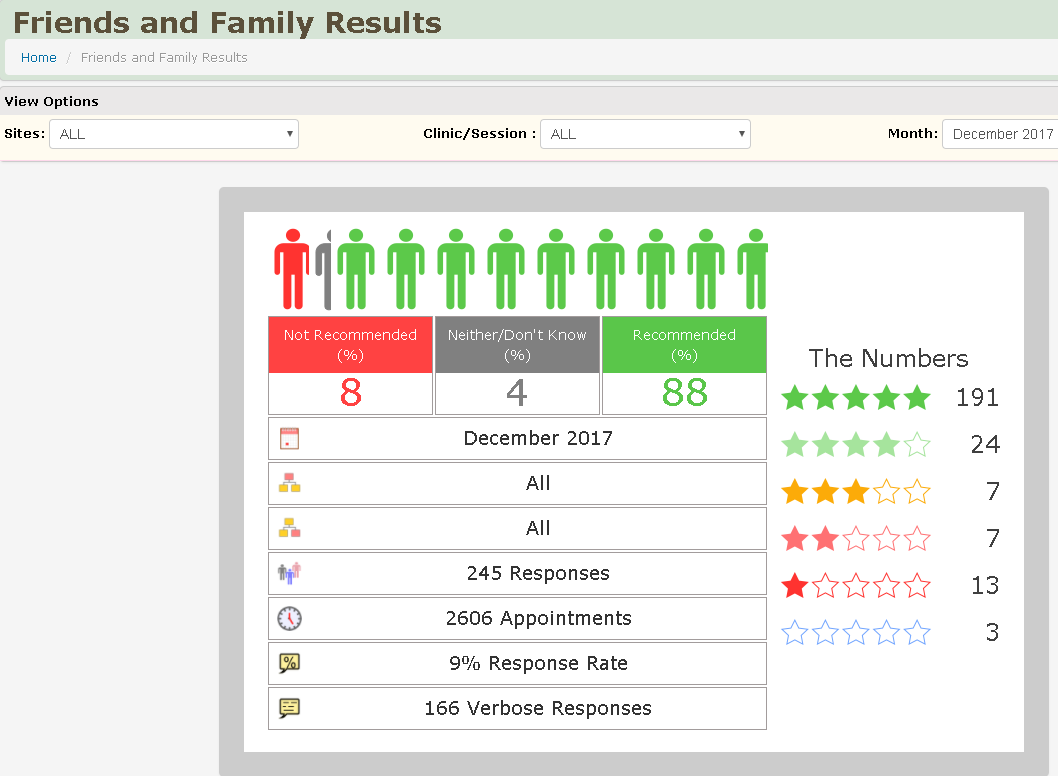 Friends and Family Results
Home / Friends and Family Results
View Options
Sites: ALL Clinic/Session : ALL Month: December 2017
Not Recommended (%)
8
Neither/Don't Know (%)
4
Recommended (%)
88
December 2017
All
All
245 Responses
2606 Appointments
% 9% Response Rate
166 Verbose Responses
The Numbers
191
24
7
7
13
3